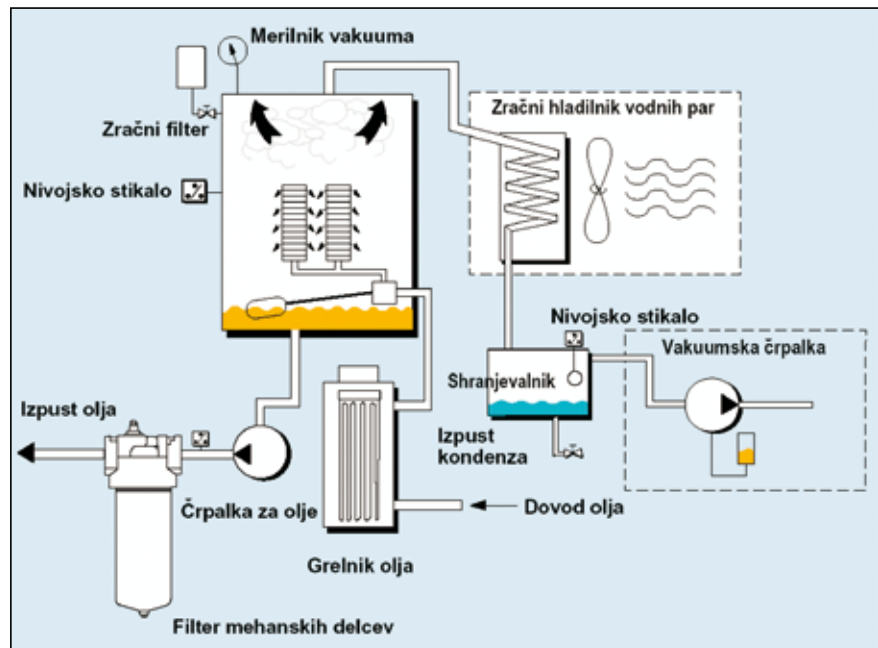 Merilnik vakuuma
Zračni hladilnik vodnih par
Zračni filter
Nivojsko stikalo
Nivojsko stikalo
Vakuumska črpalka
Shranjevalnik
Izpust olja
Izpust
kondenza
Črpalka za olje
Dovod olja
Grelnik olja
Filter mehanskih delcev